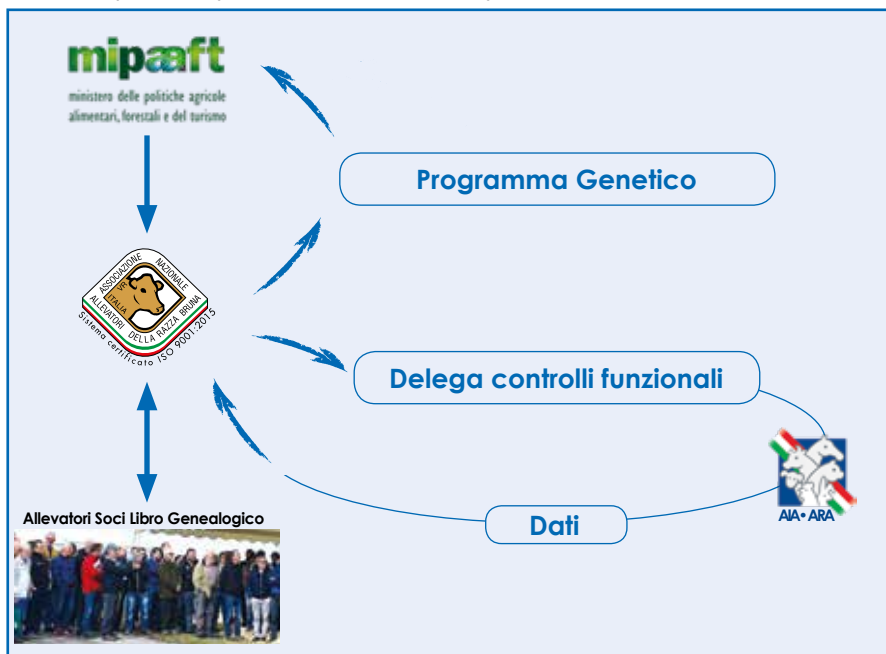 mipaaft
ministero delle politiche agricole
alimentari, forestali e del turismo
Programma Genetico
ASSOCIAZIONE NAZIONALE
ALLEVATORI DELLA RAZZA BRUNA
VR
ITALIA
Sistema certificato ISO 9001:2015
Delega controlli funzionali
AIA•ARA
Dati
Allevatori Soci Libro Genealogico